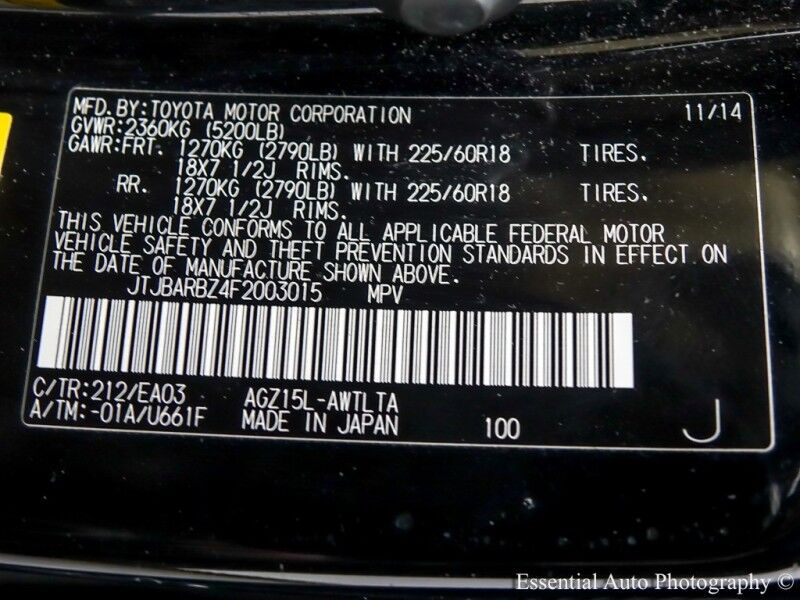 MFD.BY:TOYOTA MOTOR CORPORATION 11/14
GVWR:2360KG (5200LB)
GAWR:FRT. 1270KG (2790LB) WITH 225/60R18 TIRES.
18X7 1/2J RIMS.
RR. 1270KG (2790LB) WITH 225/60R18 TIRES.
18X7 1/2J RIMS.
THIS VEHICLE CONFORMS TO ALL APPLICABLE FEDERAL MOTOR
VEHICLE SAFETY AND THEFT PREVENTION STANDARDS IN EFFECT ON
THE DATE OF MANUFACTURE SHOWN ABOVE.
JTJBARBZ4F2003015 MPV
C/TR:212/EA03 AGZ15L-AWTLTA
A/TM:-01A/U661F MADE IN JAPAN 100 J
Essential Auto Photography ©